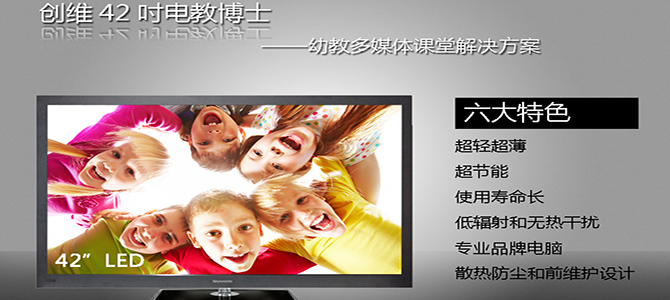 创维 42 吋电教博士
——幼教多媒体课堂解决方案
六大特色
超轻超薄
超节能
使用寿命长
低辐射和无热干扰
专业品牌电脑
散热防尘和前维护设计
42” LED